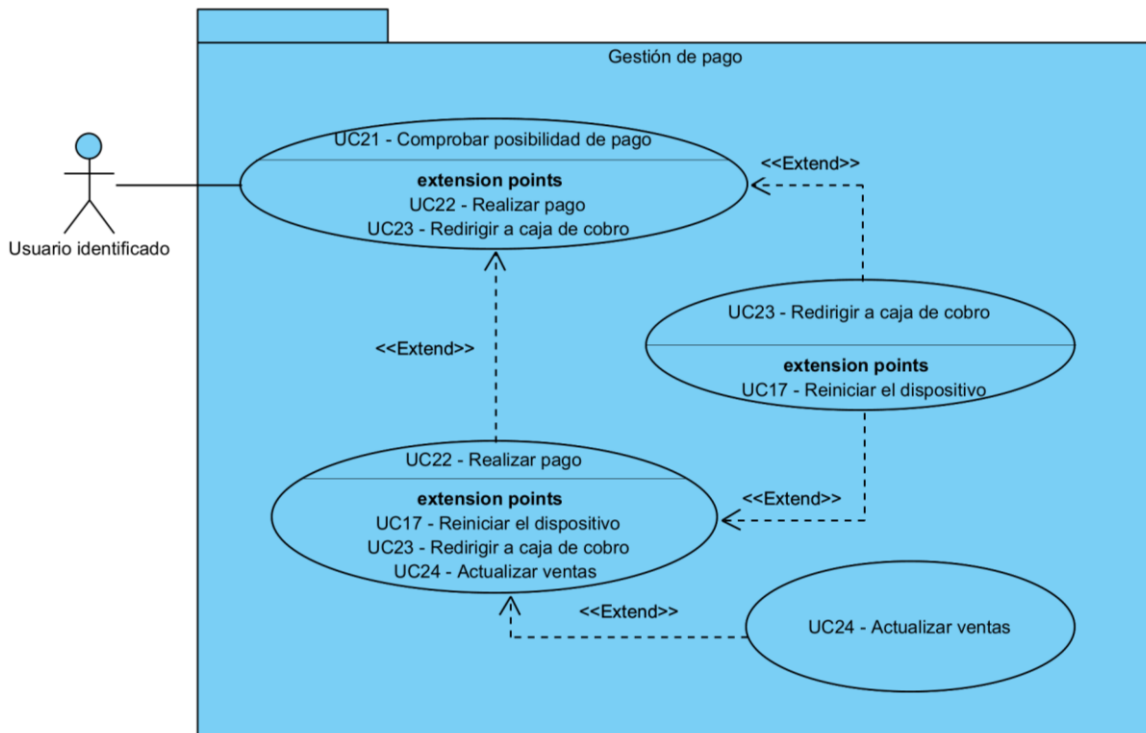 Gestión de pago
UC21 - Comprobar posibilidad de pago
extension points
UC22 - Realizar pago
UC23 - Redirigir a caja de cobro
Usuario identificado
<<Extend>>
<<Extend>>
UC23 - Redirigir a caja de cobro
extension points
UC17 - Reiniciar el dispositivo
UC22 - Realizar pago
extension points
UC17 - Reiniciar el dispositivo
UC23 - Redirigir a caja de cobro
UC24 - Actualizar ventas
<<Extend>>
<<Extend>>
UC24 - Actualizar ventas